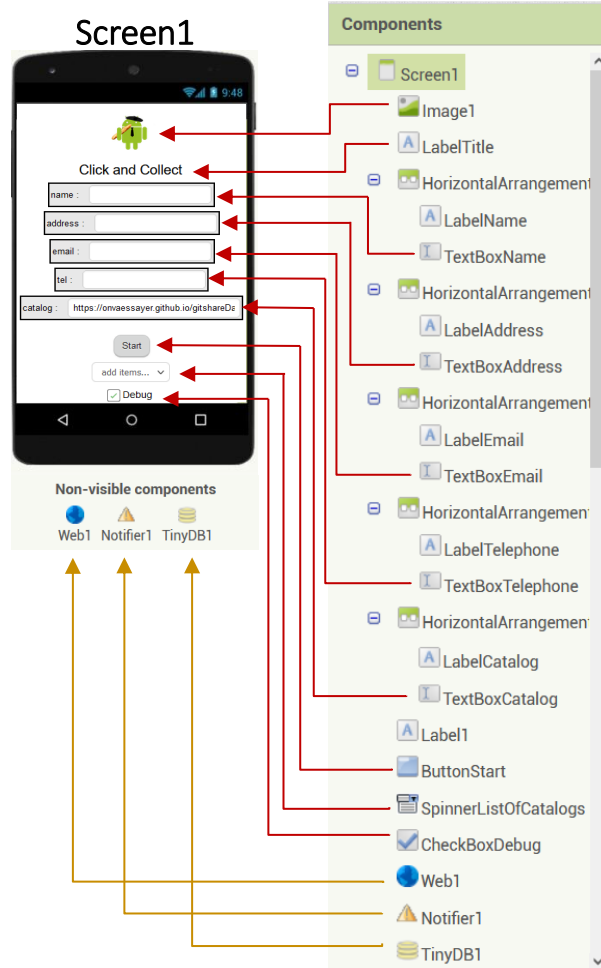 Screen1
9:48
Click and Collect
name :
address :
email :
tel :
catalog : https://onvaessayer.github.io/gitshareDa
Start
add items...
Debug
Non-visible components
Web1 Notifier1 TinyDB1
Components
Screen1
Image1
LabelTitle
HorizontalArrangement
LabelName
TextBoxName
HorizontalArrangement
LabelAddress
TextBoxAddress
HorizontalArrangement
LabelEmail
TextBoxEmail
HorizontalArrangement
LabelTelephone
TextBoxTelephone
HorizontalArrangement
LabelCatalog
TextBoxCatalog
Label1
ButtonStart
SpinnerListOfCatalogs
CheckBoxDebug
Web1
Notifier1
TinyDB1